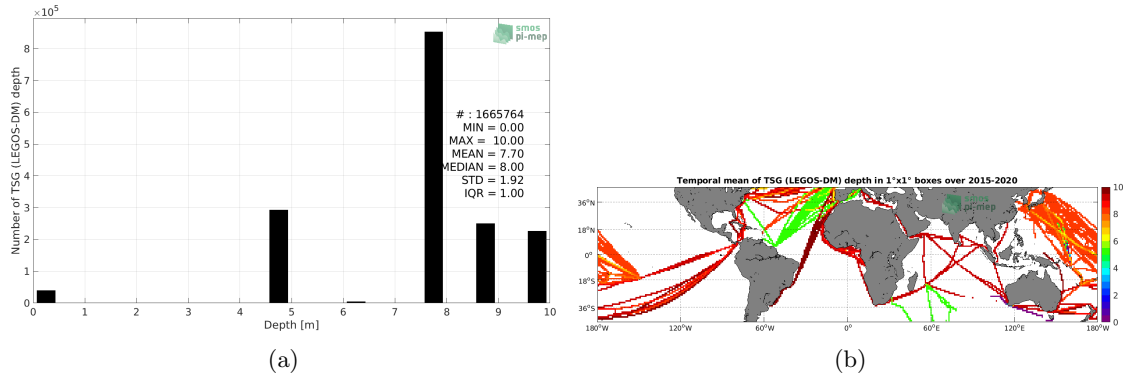 ×10⁵
smos
pi-mep
8
7
6
5
4
3
2
1
0
Number of TSG (LEGOS-DM) depth
# : 1665764
MIN = 0.00
MAX = 10.00
MEAN = 7.70
MEDIAN = 8.00
STD = 1.92
IQR = 1.00
0 1 2 3 4 5 6 7 8 9 10
Depth [m]
(a)
Temporal mean of TSG (LEGOS-DM) depth in 1°x1° boxes over 2015-2020
smos
pi-mep
36°N
18°N
0°
18°S
36°S
180°W 120°W 60°W 0° 60°E 120°E 180°W
10
8
6
4
2
0
(b)